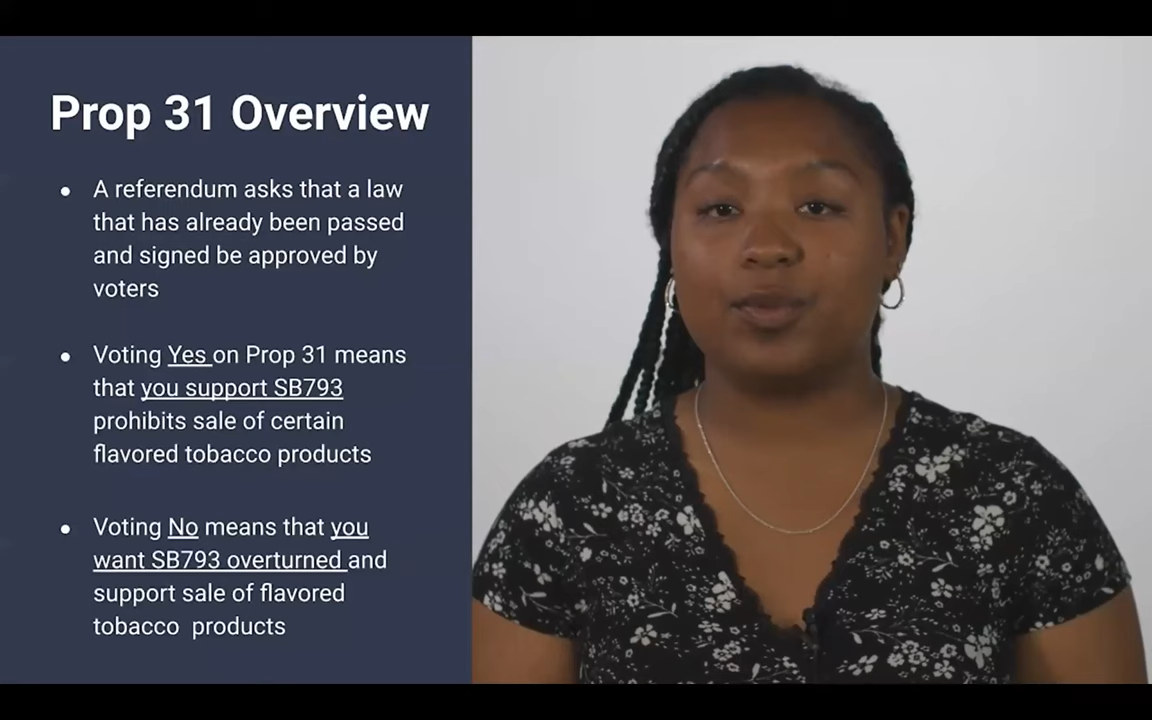 Prop 31 Overview
● A referendum asks that a law
that has already been passed
and signed be approved by
voters
● Voting Yes on Prop 31 means
that you support SB793
prohibits sale of certain
flavored tobacco products
● Voting No means that you
want SB793 overturned and
support sale of flavored
tobacco products